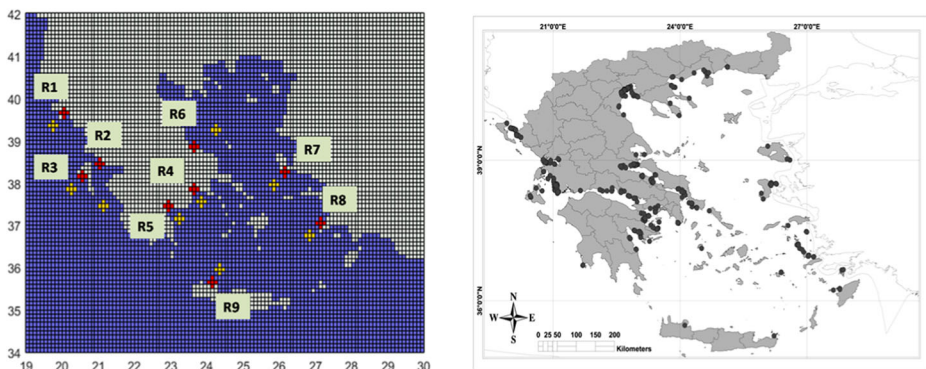 42
41
40
39
38
37
36
35
34
19 20 21 22 23 24 25 26 27 28 29 30
R1
R2
R3
R4
R5
R6
R7
R8
R9
21°0'0"E 24°0'0"E 27°0'0"E
39°0'0"N
36°0'0"N
N
W E
S
0 25 50 100 150 200
Kilometers